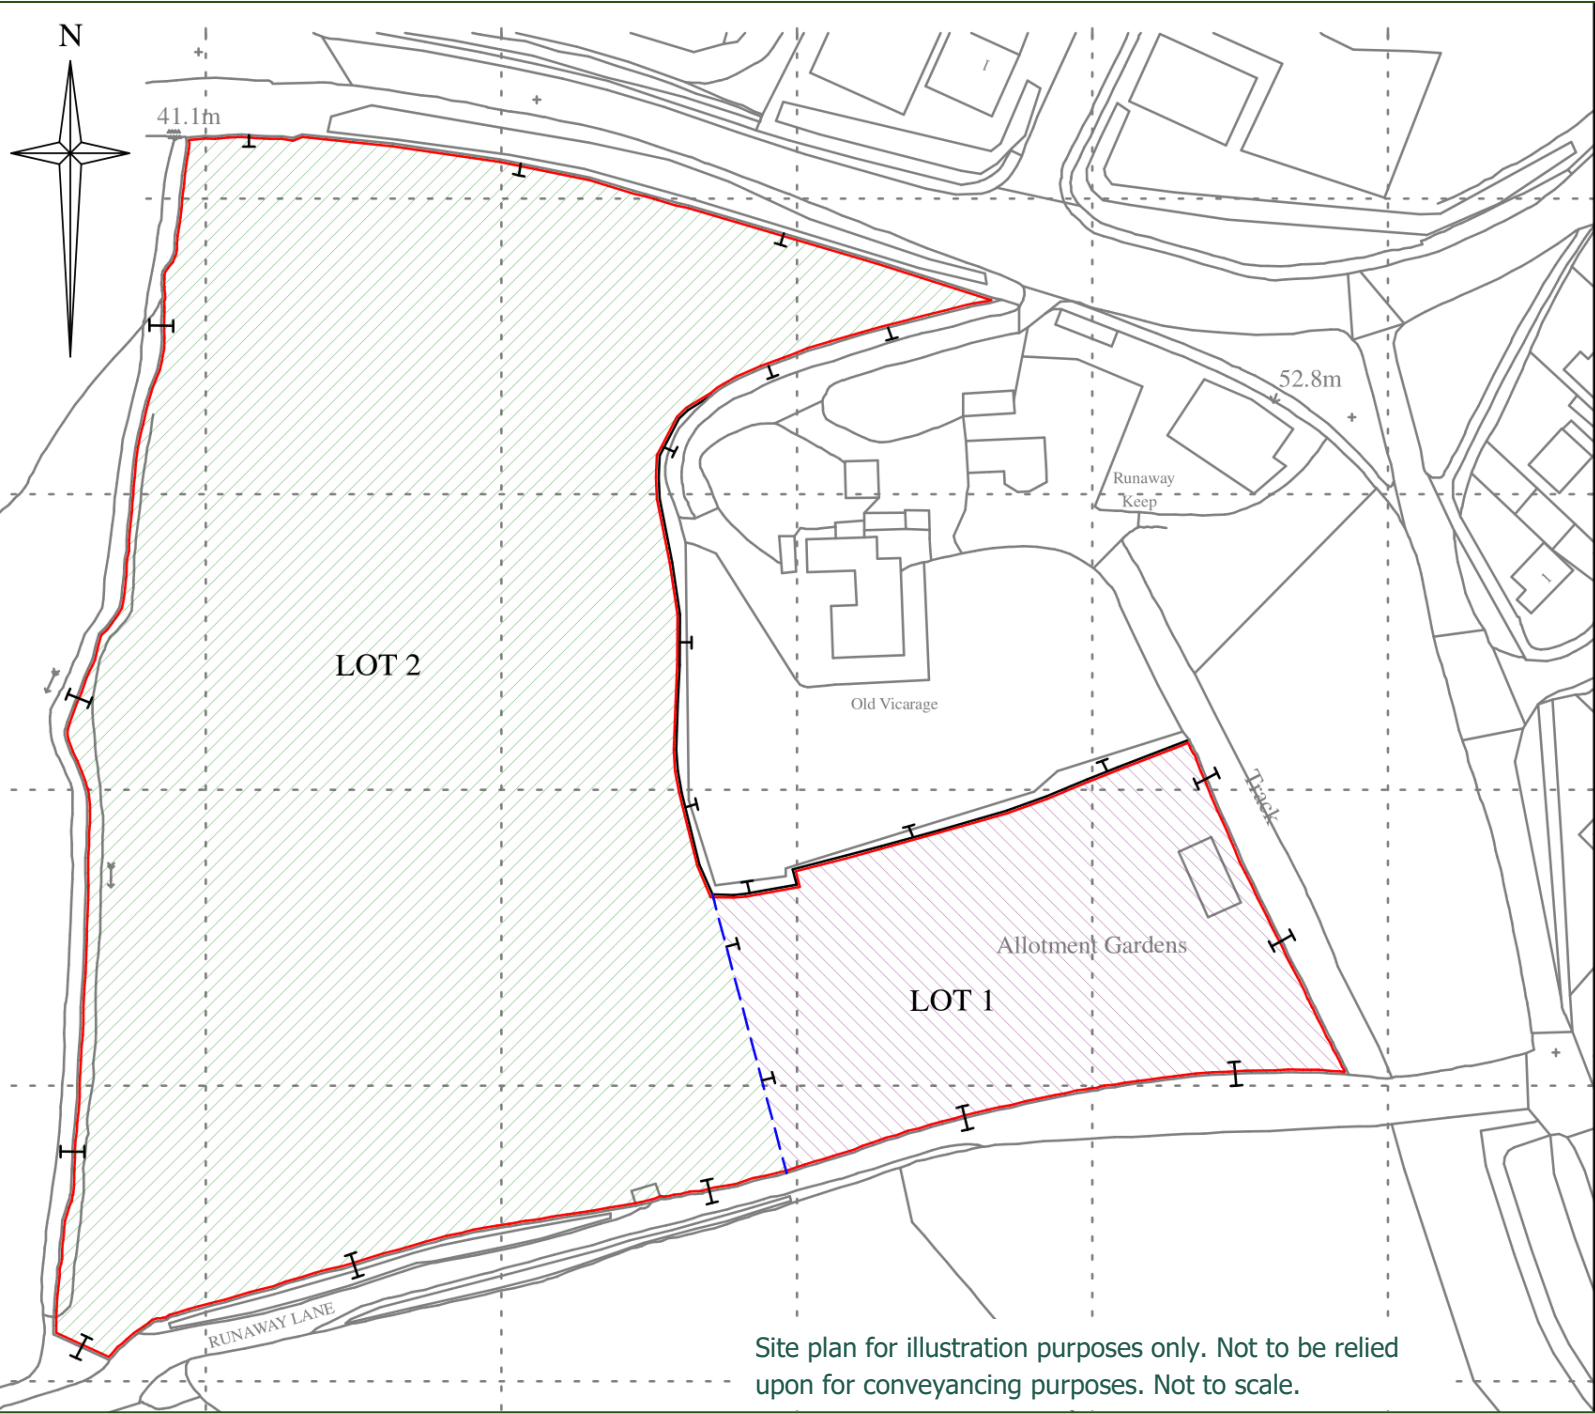 N
41.1m
I
52.8m
Runaway
Keep
1
LOT 2
Old Vicarage
Track
Allotment Gardens
LOT 1
RUNAWAY LANE
Site plan for illustration purposes only. Not to be relied
upon for conveyancing purposes. Not to scale.